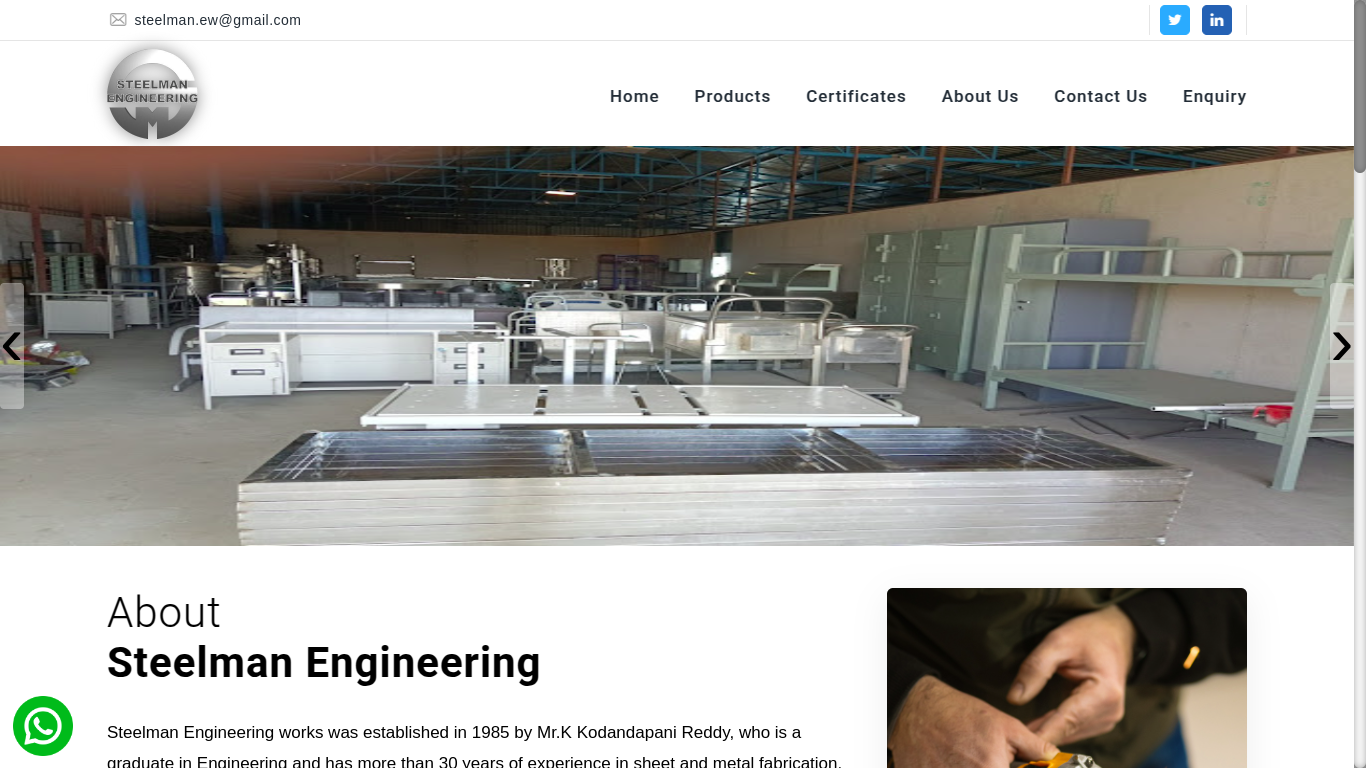 steelman.ew@gmail.com
STEELMAN
ENGINEERING
Home
Products
Certificates
About Us
Contact Us
Enquiry
About
Steelman Engineering
Steelman Engineering works was established in 1985 by Mr.K Kodandapani Reddy, who is a
graduate in Engineering and has more than 30 years of experience in sheet and metal fabrication.